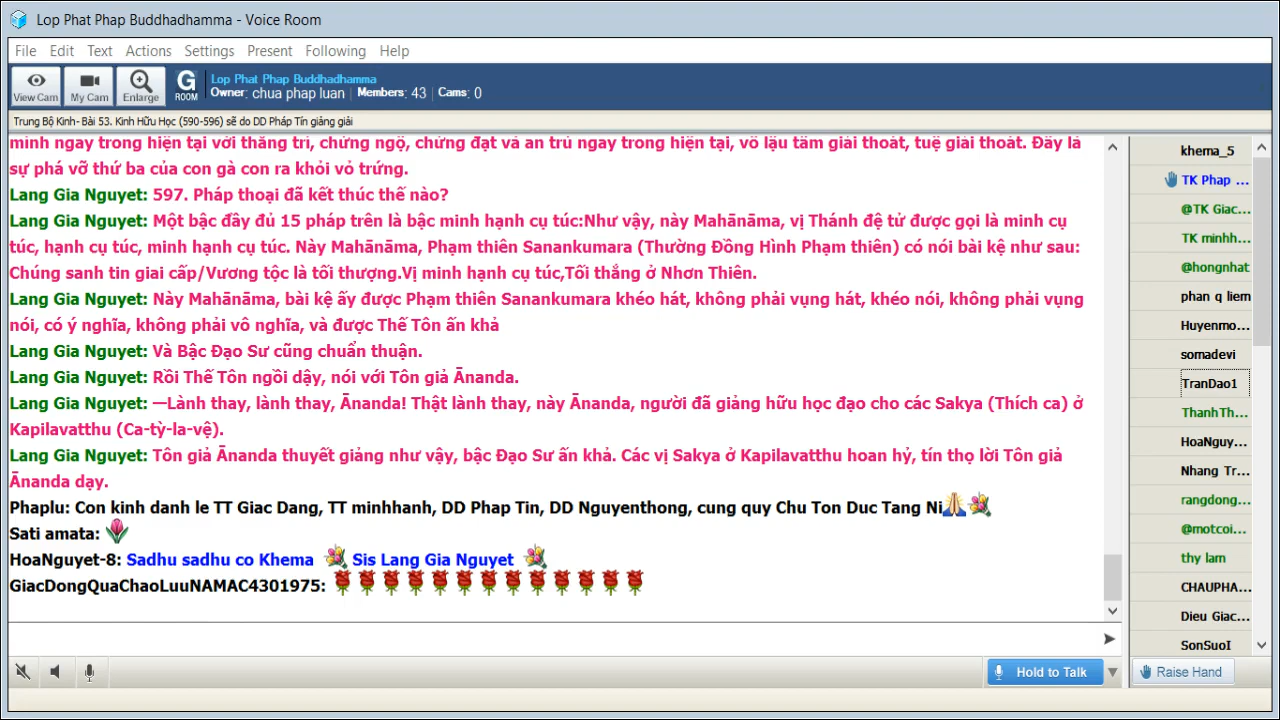 Lop Phat Phap Buddhadhamma - Voice Room
File Edit Text Actions Settings Present Following Help
View Cam My Cam Enlarge G ROOM
Lop Phat Phap Buddhadhamma
Owner: chua phap luan | Members: 43 | Cams: 0
Trung Bộ Kinh- Bài 53. Kinh Hữu Học (590-596) sẽ do DD Pháp Tín giảng giải
minh ngay trong hiện tại với thắng trí, chứng ngộ, chứng đạt và an trú ngay trong hiện tại, vô lậu tâm giải thoát, tuệ giải thoát. Đây là
sự phá vỡ thứ ba của con gà con ra khỏi vỏ trứng.
Lang Gia Nguyet: 597. Pháp thoại đã kết thúc thế nào?
Lang Gia Nguyet: Một bậc đầy đủ 15 pháp trên là bậc minh hạnh cụ túc:Như vậy, này Mahānāma, vị Thánh đệ tử được gọi là minh cụ
túc, hạnh cụ túc, minh hạnh cụ túc. Này Mahānāma, Phạm thiên Sanankumara (Thường Đồng Hình Phạm thiên) có nói bài kệ như sau:
Chúng sanh tin giai cấp/Vương tộc là tối thượng.Vị minh hạnh cụ túc,Tối thắng ở Nhơn Thiên.
Lang Gia Nguyet: Này Mahānāma, bài kệ ấy được Phạm thiên Sanankumara khéo hát, không phải vụng hát, khéo nói, không phải vụng
nói, có ý nghĩa, không phải vô nghĩa, và được Thế Tôn ấn khả
Lang Gia Nguyet: Và Bậc Đạo Sư cũng chuẩn thuận.
Lang Gia Nguyet: Rồi Thế Tôn ngồi dậy, nói với Tôn giả Ānanda.
Lang Gia Nguyet: —Lành thay, lành thay, Ānanda! Thật lành thay, này Ānanda, người đã giảng hữu học đạo cho các Sakya (Thích ca) ở
Kapilavatthu (Ca-tỳ-la-vệ).
Lang Gia Nguyet: Tôn giả Ānanda thuyết giảng như vậy, bậc Đạo Sư ấn khả. Các vị Sakya ở Kapilavatthu hoan hỷ, tín thọ lời Tôn giả
Ānanda dạy.
Phaplu: Con kinh danh le TT Giac Dang, TT minhhanh, DD Phap Tin, DD Nguyenthong, cung quy Chu Ton Duc Tang Ni
Sati amata:
HoaNguyet-8: Sadhu sadhu co Khema Sis Lang Gia Nguyet
GiacDongQuaChaoLuuNAMAC4301975:
khema_5
TK Phap ...
@TK Giac...
TK minhh...
@hongnhat
phan q liem
Huyenmo...
somadevi
TranDao1
ThanhTh...
HoaNguy...
Nhang Tr...
rangdong...
@motcoi...
thy lam
CHAUPHA...
Dieu Giac...
SonSuoI
Hold to Talk
Raise Hand